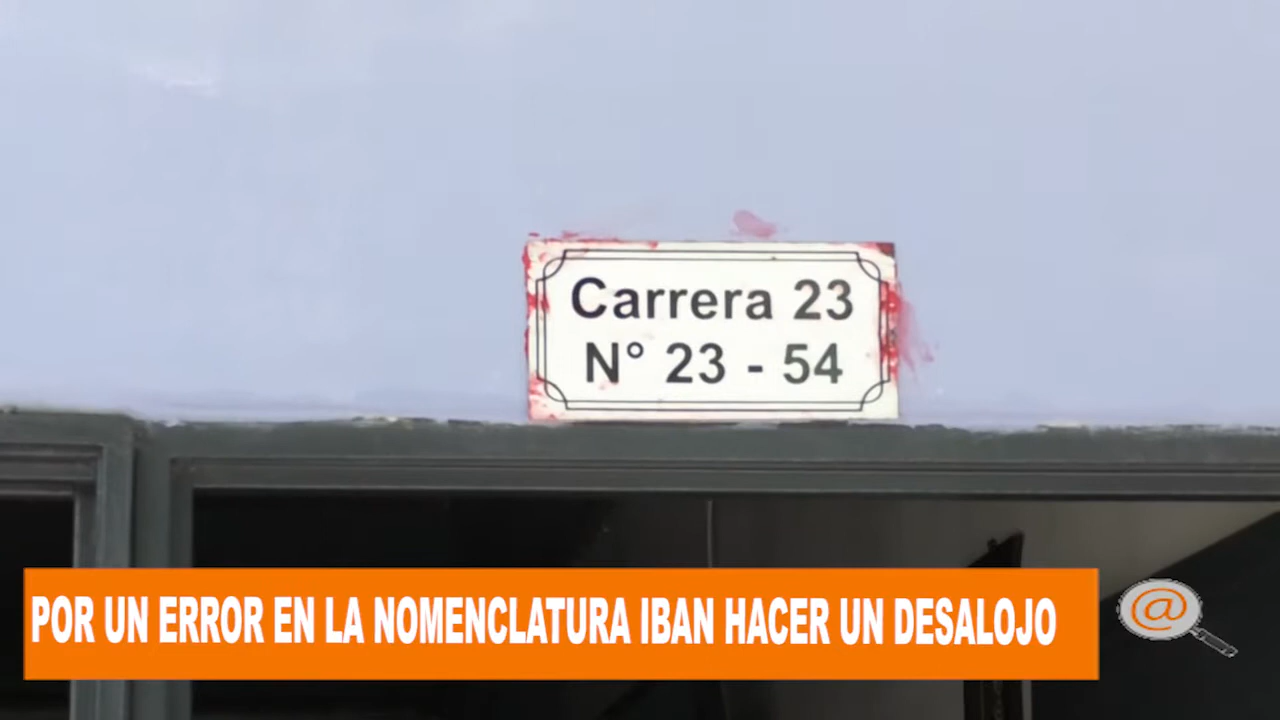 Carrera 23
N° 23 - 54
POR UN ERROR EN LA NOMENCLATURA IBAN HACER UN DESALOJO
@